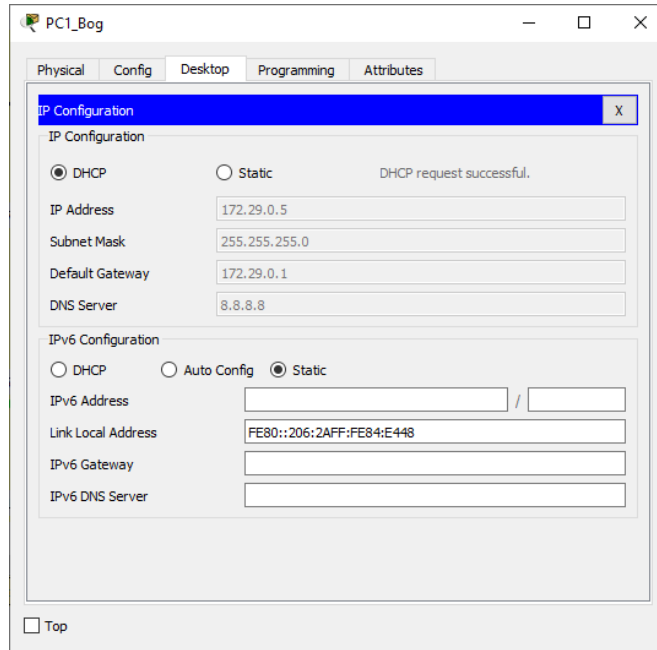 PC1_Bog
Physical Config Desktop Programming Attributes
IP Configuration X
IP Configuration
DHCP Static DHCP request successful.
IP Address 172.29.0.5
Subnet Mask 255.255.255.0
Default Gateway 172.29.0.1
DNS Server 8.8.8.8
IPv6 Configuration
DHCP Auto Config Static
IPv6 Address /
Link Local Address FE80::206:2AFF:FE84:E448
IPv6 Gateway
IPv6 DNS Server
Top